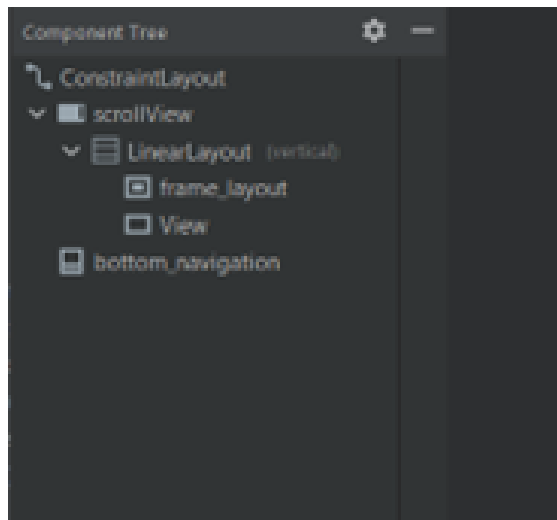 Component Tree
ConstraintLayout
scrollView
LinearLayout (vertical)
frame_layout
View
bottom_navigation